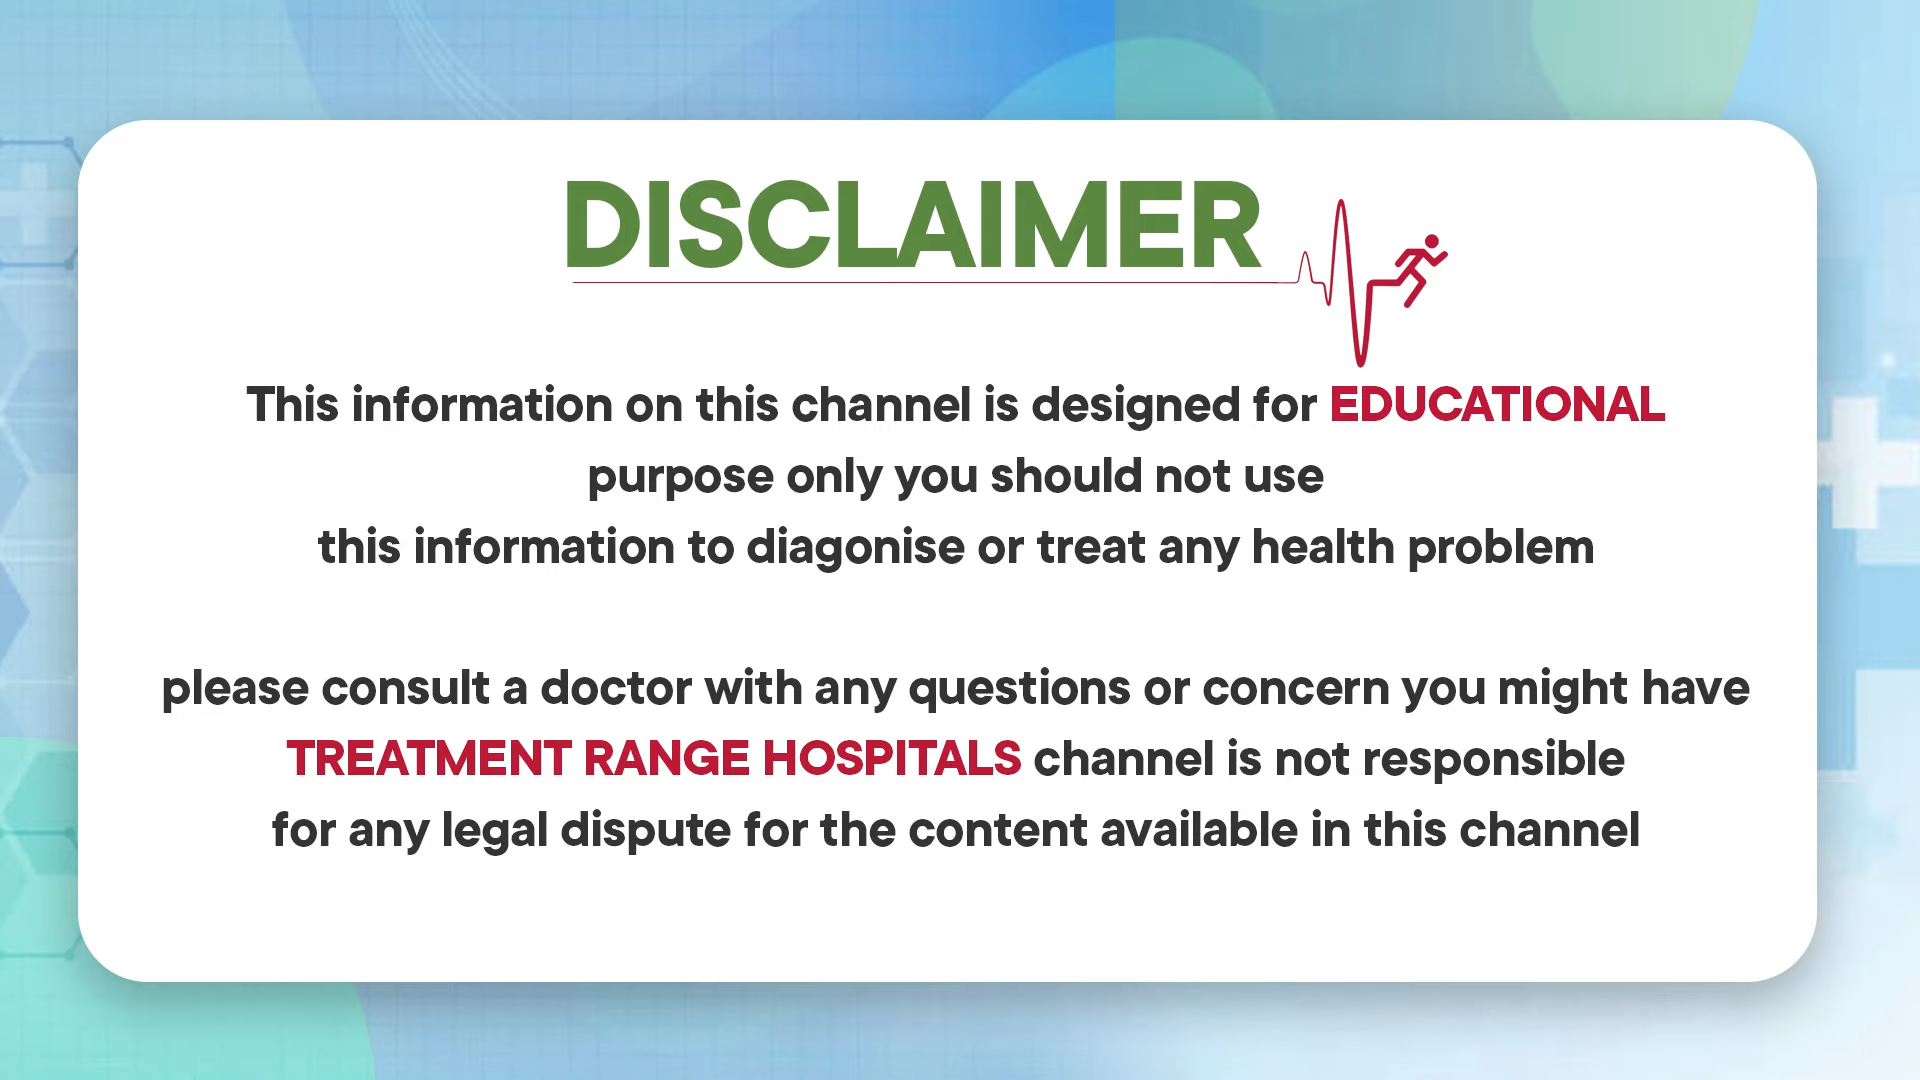 DISCLAIMER
This information on this channel is designed for EDUCATIONAL
purpose only you should not use
this information to diagonise or treat any health problem
please consult a doctor with any questions or concern you might have
TREATMENT RANGE HOSPITALS channel is not responsible
for any legal dispute for the content available in this channel